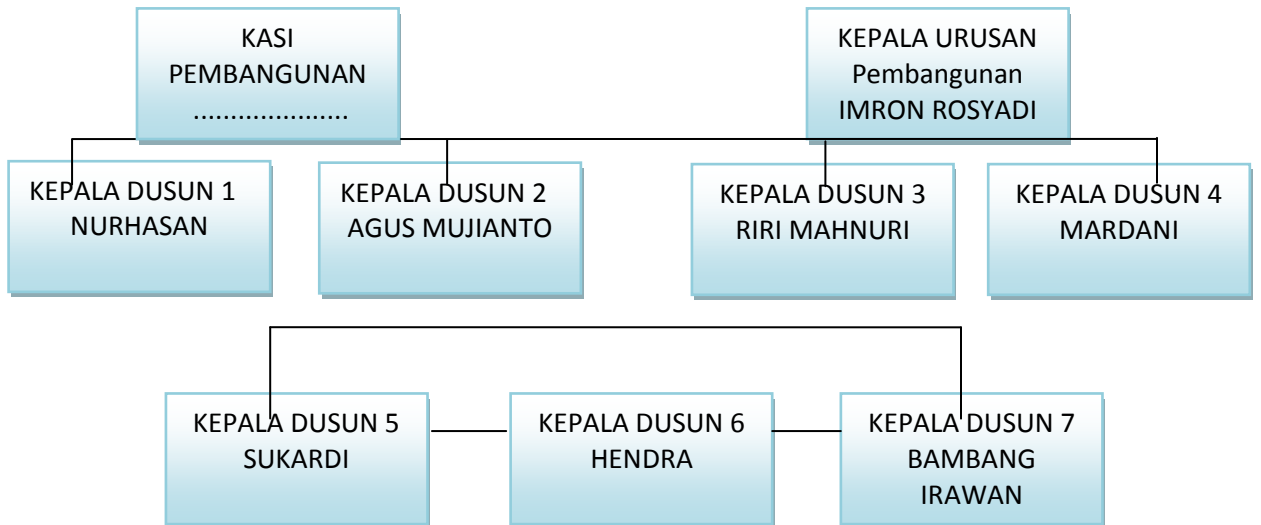 KASI
PEMBANGUNAN
.....................
KEPALA URUSAN
Pembangunan
IMRON ROSYADI
KEPALA DUSUN 1
NURHASAN
KEPALA DUSUN 2
AGUS MUJIANTO
KEPALA DUSUN 3
RIRI MAHNURI
KEPALA DUSUN 4
MARDANI
KEPALA DUSUN 5
SUKARDI
KEPALA DUSUN 6
HENDRA
KEPALA DUSUN 7
BAMBANG
IRAWAN